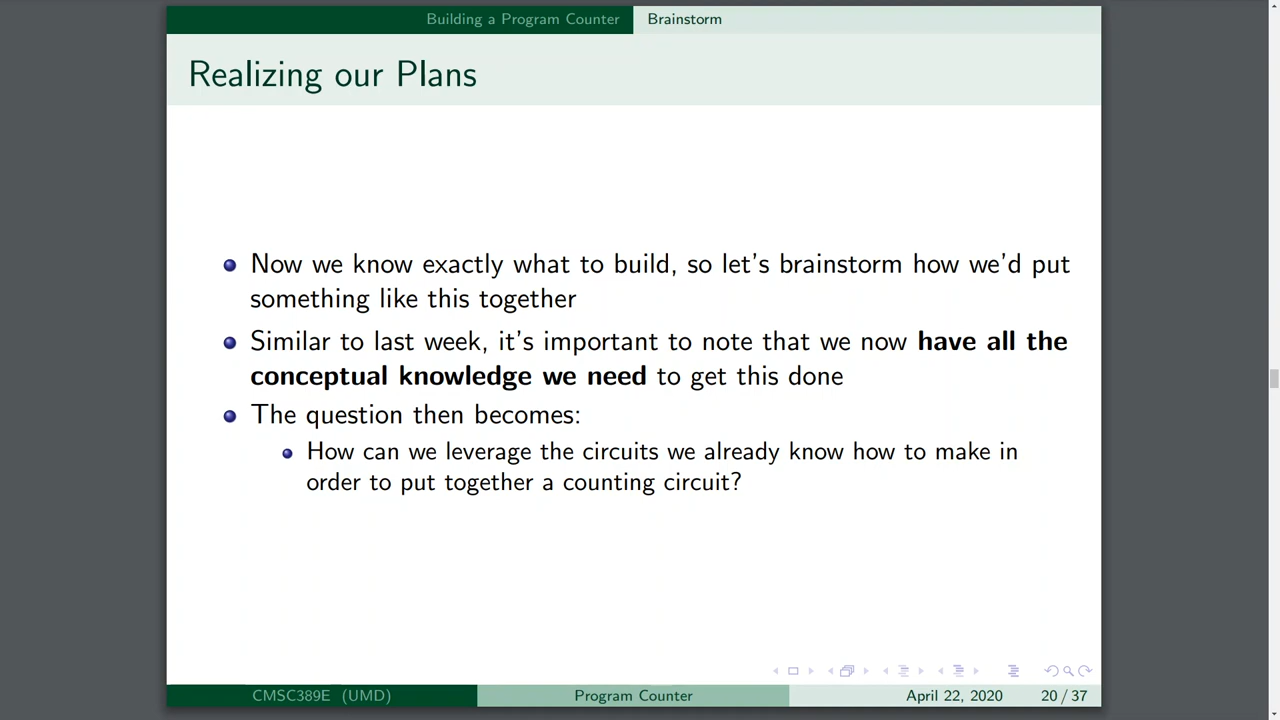 Building a Program Counter Brainstorm
Realizing our Plans
Now we know exactly what to build, so let's brainstorm how we'd put
something like this together
Similar to last week, it's important to note that we now have all the
conceptual knowledge we need to get this done
The question then becomes:
How can we leverage the circuits we already know how to make in
order to put together a counting circuit?
CMSC389E (UMD) Program Counter April 22, 2020 20 / 37